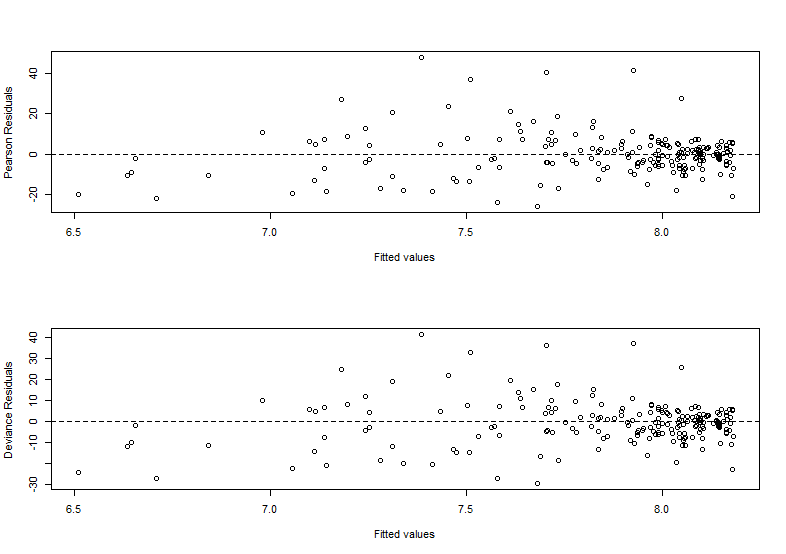 Pearson Residuals
40
20
0
-20
6.5 7.0 7.5 8.0
Fitted values
Deviance Residuals
40
30
20
10
0
-10
-30
6.5 7.0 7.5 8.0
Fitted values